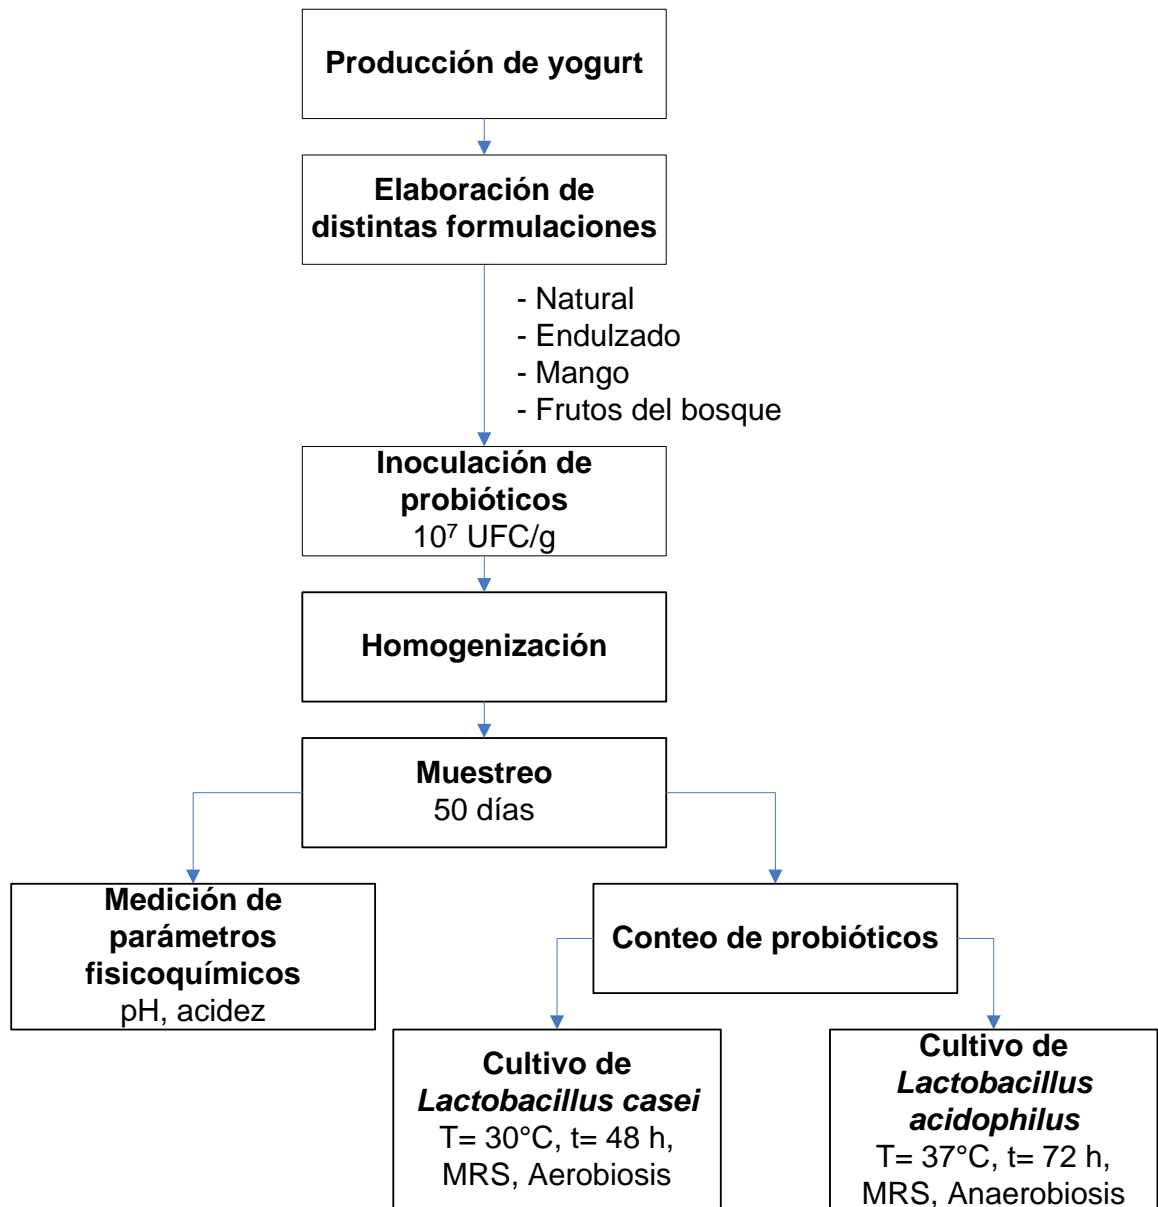 Producción de yogurt
Elaboración de
distintas formulaciones
- Natural
- Endulzado
- Mango
- Frutos del bosque
Inoculación de
probióticos
10⁷ UFC/g
Homogenización
Muestreo
50 días
Medición de
parámetros
fisicoquímicos
pH, acidez
Conteo de probióticos
Cultivo de
Lactobacillus casei
T= 30°C, t= 48 h,
MRS, Aerobiosis
Cultivo de
Lactobacillus
acidophilus
T= 37°C, t= 72 h,
MRS, Anaerobiosis